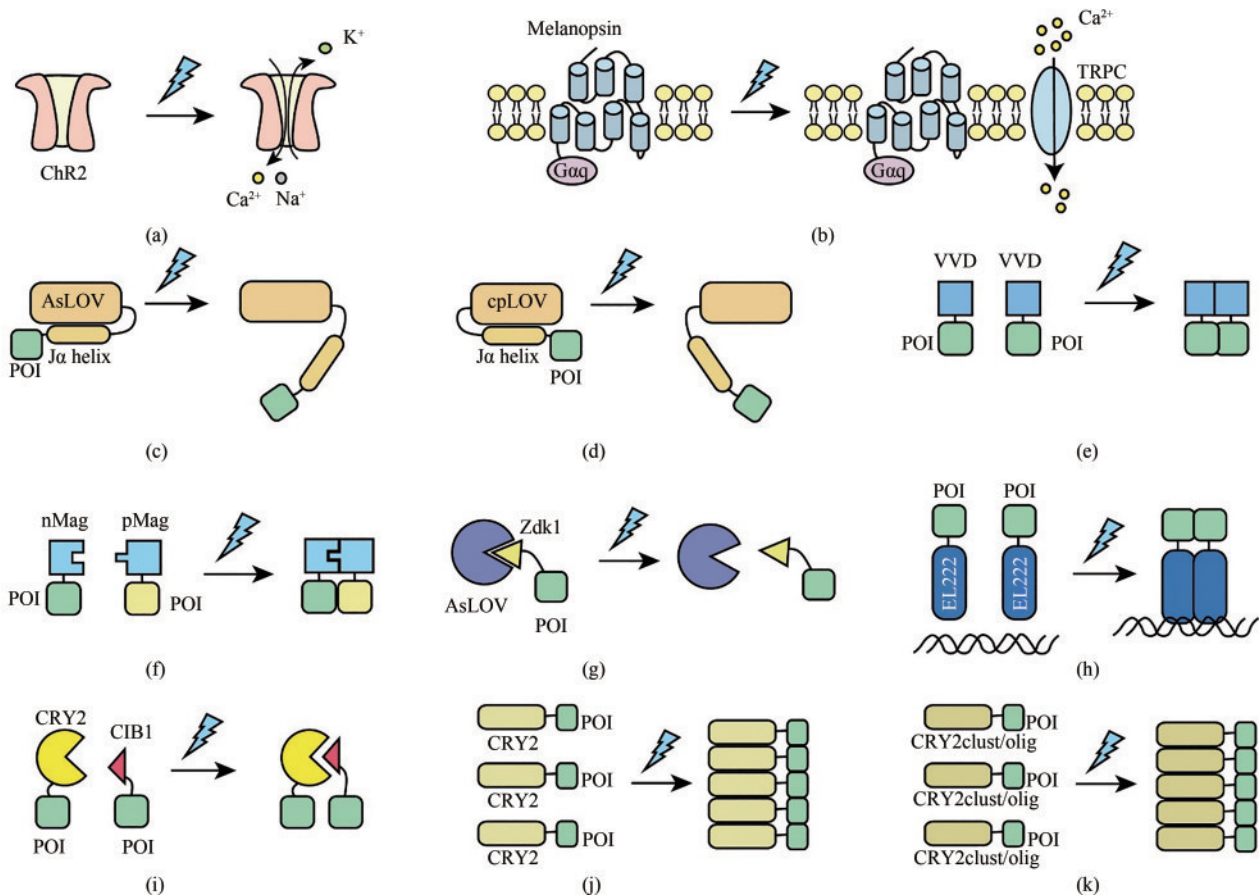 K⁺
ChR2
Ca²⁺ Na⁺
(a)
Melanopsin
Gαq
Gαq
Ca²⁺
TRPC
(b)
AsLOV
Jα helix
POI
(c)
cpLOV
Jα helix
POI
(d)
VVD VVD
POI POI
(e)
nMag pMag
POI POI
(f)
Zdk1
AsLOV
POI
(g)
POI POI
EL222 EL222
(h)
CRY2
CIB1
POI POI
(i)
POI
CRY2
POI
CRY2
POI
CRY2
(j)
POI
CRY2clust/olig
POI
CRY2clust/olig
POI
CRY2clust/olig
(k)